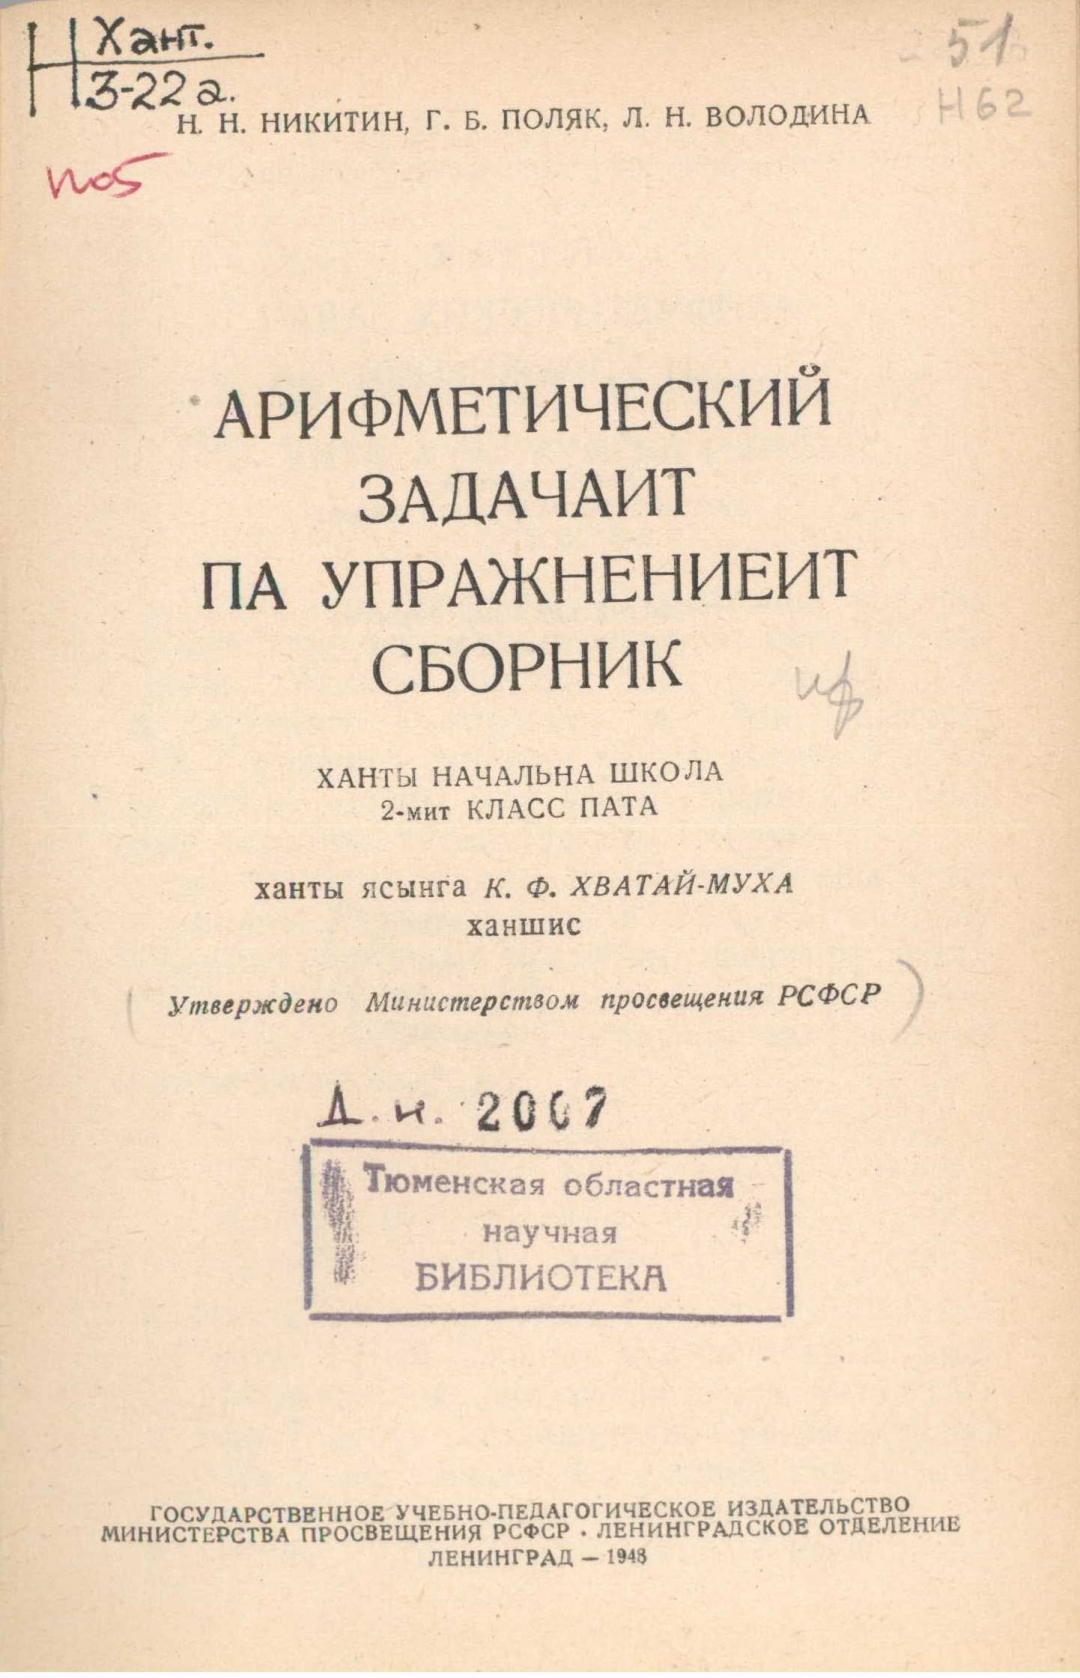 Хант.
51
З-22а.
Н62
Н. Н. НИКИТИН, Г. Б. ПОЛЯК, Л. Н. ВОЛОДИНА
АРИФМЕТИЧЕСКИЙ
ЗАДАЧАИТ
ПА УПРАЖНЕНИЕИТ
СБОРНИК
ХАНТЫ НАЧАЛЬНА ШКОЛА
2-мит КЛАСС ПАТА
ханты ясынга К. Ф. ХВАТАЙ-МУХА
ханшис
Утверждено Министерством просвещения РСФСР
Д. н. 2007
Тюменская областная
научная
БИБЛИОТЕКА
ГОСУДАРСТВЕННОЕ УЧЕБНО-ПЕДАГОГИЧЕСКОЕ ИЗДАТЕЛЬСТВО
МИНИСТЕРСТВА ПРОСВЕЩЕНИЯ РСФСР · ЛЕНИНГРАДСКОЕ ОТДЕЛЕНИЕ
ЛЕНИНГРАД — 1948